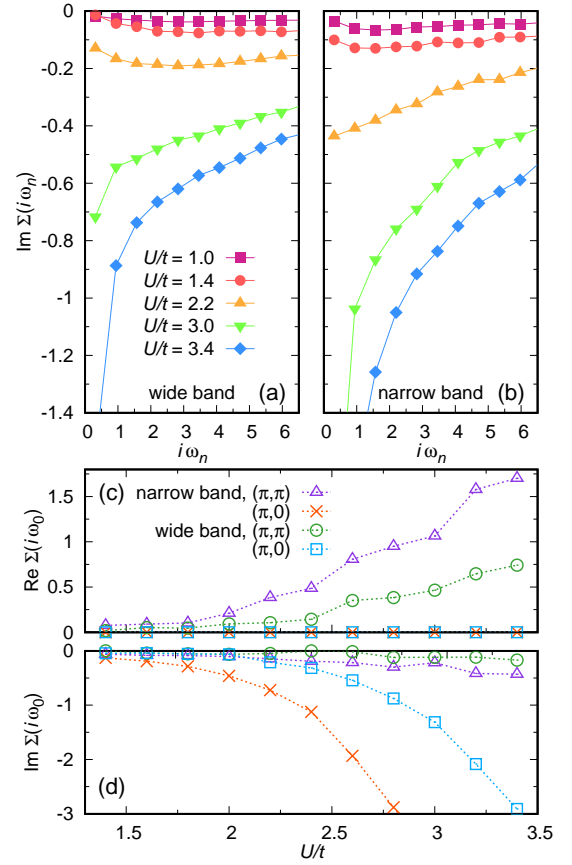 0
-0.2
-0.4
-0.6
-0.8
-1
-1.2
-1.4
Im Σ(iωn)
U/t = 1.0
U/t = 1.4
U/t = 2.2
U/t = 3.0
U/t = 3.4
wide band (a)
narrow band (b)
0 1 2 3 4 5 6
0 1 2 3 4 5 6
iωn
iωn
(c) narrow band, (π,π)
(π,0)
wide band, (π,π)
(π,0)
1.5
1
0.5
0
Re Σ(iω0)
0
-1
-2
-3
Im Σ(iω0)
(d)
1.5 2 2.5 3 3.5
U/t